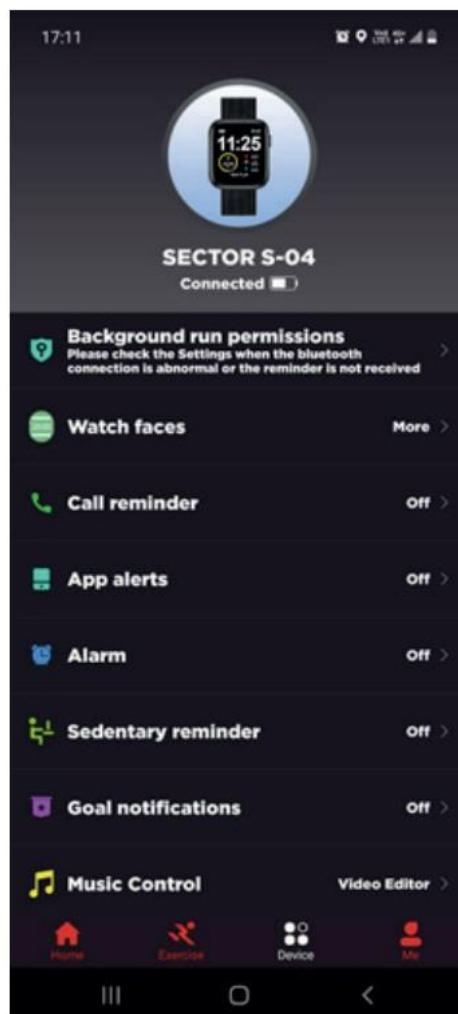 17:11
11:25
SECTOR S-04
Connected
Background run permissions
Please check the Settings when the bluetooth
connection is abnormal or the reminder is not received
Watch faces More
Call reminder Off
App alerts Off
Alarm Off
Sedentary reminder Off
Goal notifications Off
Music Control Video Editor
Home Exercise Device Me